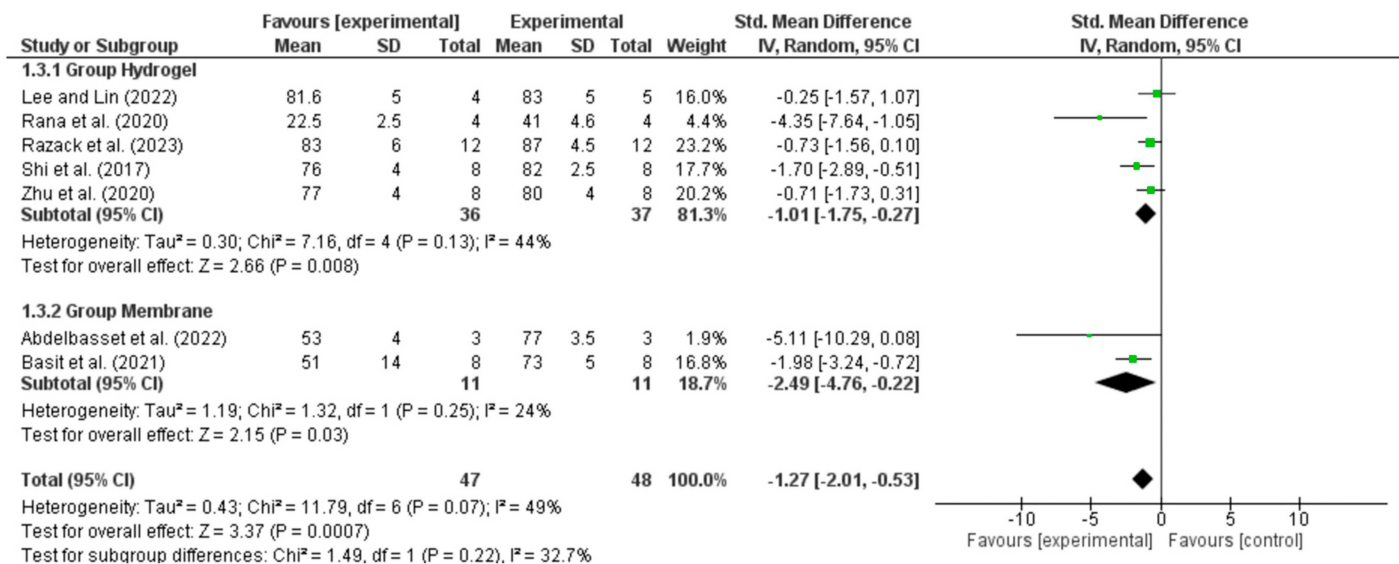 Favours [experimental] Experimental Std. Mean Difference Std. Mean Difference
Study or Subgroup Mean SD Total Mean SD Total Weight IV, Random, 95% CI IV, Random, 95% CI
1.3.1 Group Hydrogel
Lee and Lin (2022) 81.6 5 4 83 5 5 16.0% -0.25 [-1.57, 1.07]
Rana et al. (2020) 22.5 2.5 4 41 4.6 4 4.4% -4.35 [-7.64, -1.05]
Razack et al. (2023) 83 6 12 87 4.5 12 23.2% -0.73 [-1.56, 0.10]
Shi et al. (2017) 76 4 8 82 2.5 8 17.7% -1.70 [-2.89, -0.51]
Zhu et al. (2020) 77 4 8 80 4 8 20.2% -0.71 [-1.73, 0.31]
Subtotal (95% CI) 36 37 81.3% -1.01 [-1.75, -0.27]
Heterogeneity: Tau² = 0.30; Chi² = 7.16, df = 4 (P = 0.13); I² = 44%
Test for overall effect: Z = 2.66 (P = 0.008)
1.3.2 Group Membrane
Abdelbasset et al. (2022) 53 4 3 77 3.5 3 1.9% -5.11 [-10.29, 0.08]
Basit et al. (2021) 51 14 8 73 5 8 16.8% -1.98 [-3.24, -0.72]
Subtotal (95% CI) 11 11 18.7% -2.49 [-4.76, -0.22]
Heterogeneity: Tau² = 1.19; Chi² = 1.32, df = 1 (P = 0.25); I² = 24%
Test for overall effect: Z = 2.15 (P = 0.03)
Total (95% CI) 47 48 100.0% -1.27 [-2.01, -0.53]
Heterogeneity: Tau² = 0.43; Chi² = 11.79, df = 6 (P = 0.07); I² = 49%
Test for overall effect: Z = 3.37 (P = 0.0007)
Test for subgroup differences: Chi² = 1.49, df = 1 (P = 0.22), I² = 32.7%
-10 -5 0 5 10
Favours [experimental] Favours [control]